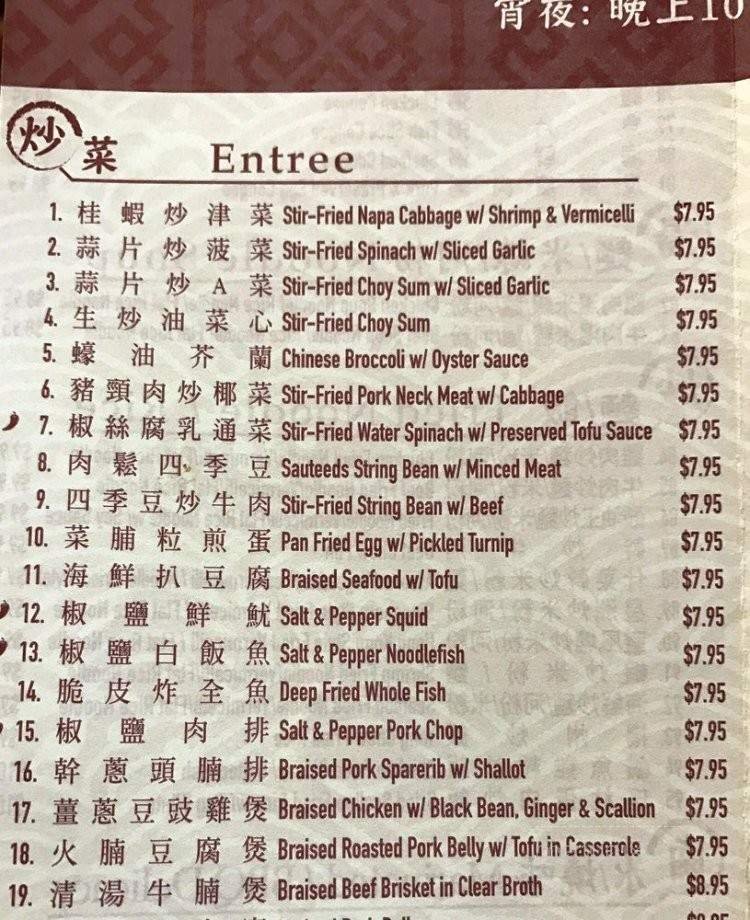 宵夜: 晚上10
炒菜 Entree
1. 桂蝦炒津菜 Stir-Fried Napa Cabbage w/ Shrimp & Vermicelli $7.95
2. 蒜片炒菠菜 Stir-Fried Spinach w/ Sliced Garlic $7.95
3. 蒜片炒A菜 Stir-Fried Choy Sum w/ Sliced Garlic $7.95
4. 生炒油菜心 Stir-Fried Choy Sum $7.95
5. 蠔油芥蘭 Chinese Broccoli w/ Oyster Sauce $7.95
6. 豬頸肉炒椰菜 Stir-Fried Pork Neck Meat w/ Cabbage $7.95
7. 椒絲腐乳通菜 Stir-Fried Water Spinach w/ Preserved Tofu Sauce $7.95
8. 肉鬆四季豆 Sauteeds String Bean w/ Minced Meat $7.95
9. 四季豆炒牛肉 Stir-Fried String Bean w/ Beef $7.95
10. 菜脯粒煎蛋 Pan Fried Egg w/ Pickled Turnip $7.95
11. 海鮮扒豆腐 Braised Seafood w/ Tofu $7.95
12. 椒鹽鮮魷 Salt & Pepper Squid $7.95
13. 椒鹽白飯魚 Salt & Pepper Noodlefish $7.95
14. 脆皮炸全魚 Deep Fried Whole Fish $7.95
15. 椒鹽肉排 Salt & Pepper Pork Chop $7.95
16. 幹蔥頭腩排 Braised Pork Sparerib w/ Shallot $7.95
17. 薑蔥豆豉雞煲 Braised Chicken w/ Black Bean, Ginger & Scallion $7.95
18. 火腩豆腐煲 Braised Roasted Pork Belly w/ Tofu in Casserole $7.95
19. 清湯牛腩煲 Braised Beef Brisket in Clear Broth $8.95